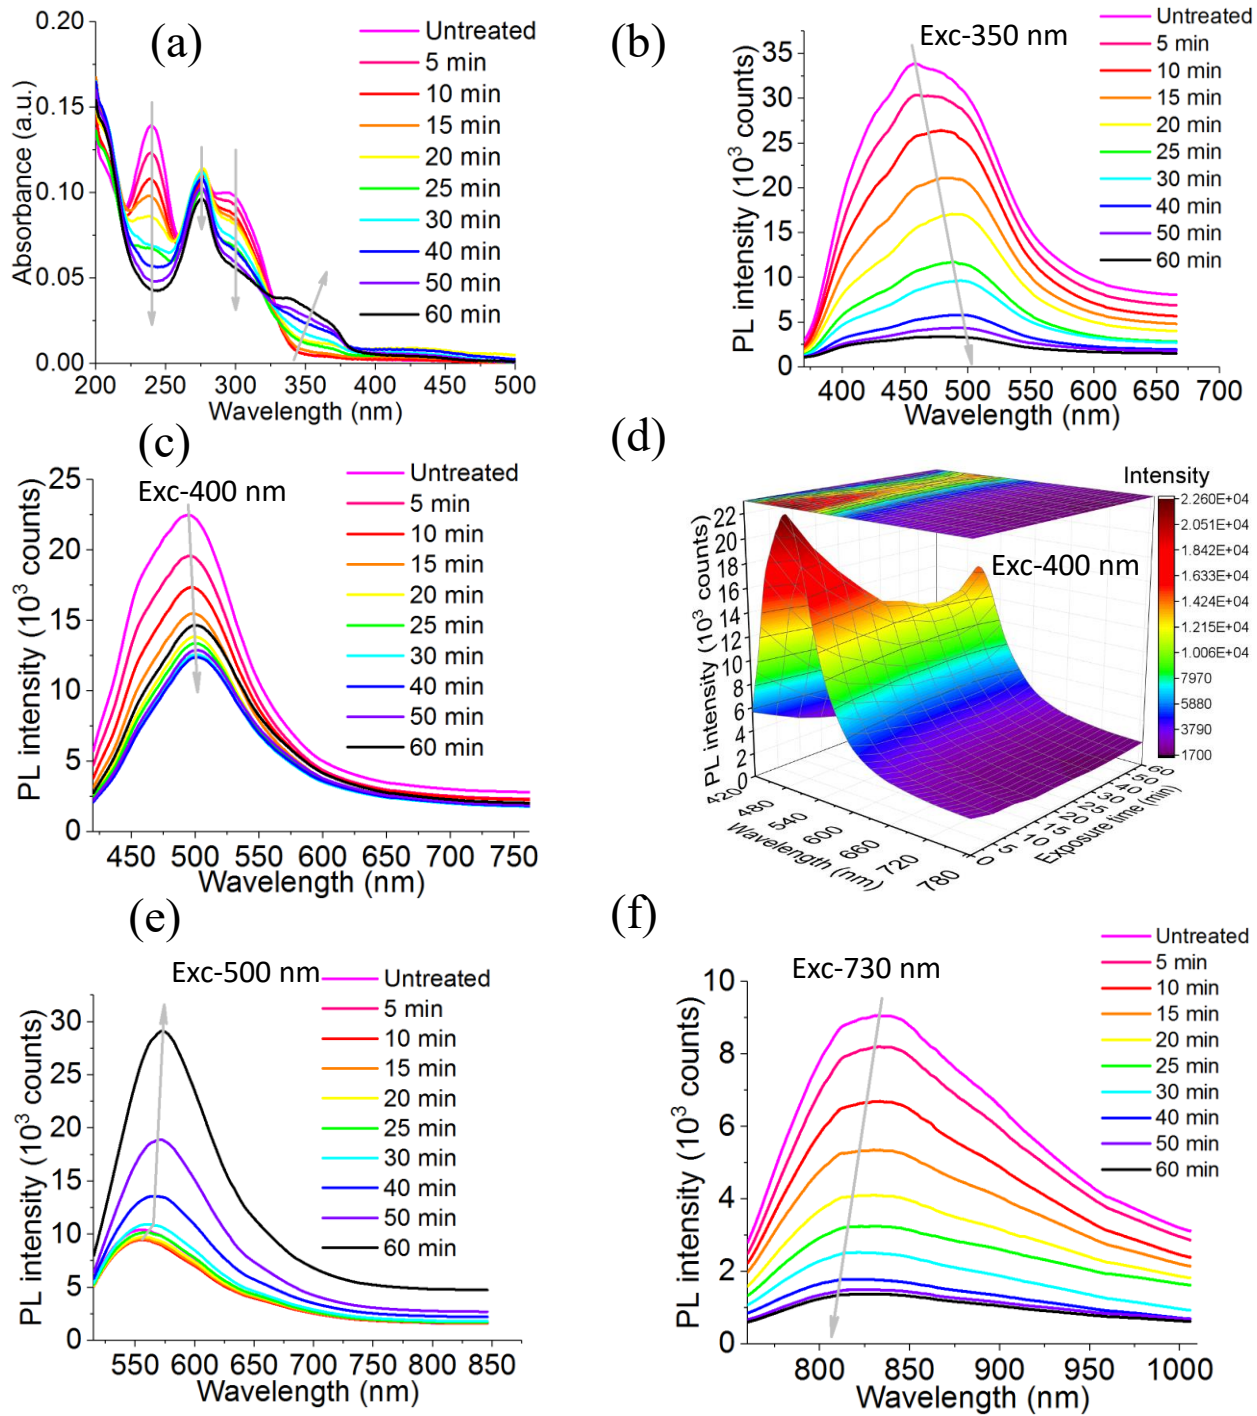 (a)
Absorbance (a.u.)
0.20
0.15
0.10
0.05
0.00
200 250 300 350 400 450 500
Wavelength (nm)
Untreated
5 min
10 min
15 min
20 min
25 min
30 min
40 min
50 min
60 min
(b)
Exc-350 nm
PL intensity (10³ counts)
35
30
25
20
15
10
5
0
400 450 500 550 600 650 700
Wavelength (nm)
Untreated
5 min
10 min
15 min
20 min
25 min
30 min
40 min
50 min
60 min
(c)
Exc-400 nm
PL intensity (10³ counts)
25
20
15
10
5
0
450 500 550 600 650 700 750
Wavelength (nm)
Untreated
5 min
10 min
15 min
20 min
25 min
30 min
40 min
50 min
60 min
(d)
Exc-400 nm
PL intensity (10³ counts)
22
20
18
16
14
12
10
8
6
4
2
0
420 480 540 600 660 720 780
Wavelength (nm)
0 5 10 15 20 25 30 40 50 60
Exposure time (min)
Intensity
2.260E+04
2.051E+04
1.842E+04
1.633E+04
1.424E+04
1.215E+04
1.006E+04
7970
5880
3790
1700
(e)
Exc-500 nm
PL intensity (10³ counts)
30
25
20
15
10
5
0
550 600 650 700 750 800 850
Wavelength (nm)
Untreated
5 min
10 min
15 min
20 min
25 min
30 min
40 min
50 min
60 min
(f)
Exc-730 nm
PL intensity (10³ counts)
10
8
6
4
2
0
800 850 900 950 1000
Wavelength (nm)
Untreated
5 min
10 min
15 min
20 min
25 min
30 min
40 min
50 min
60 min